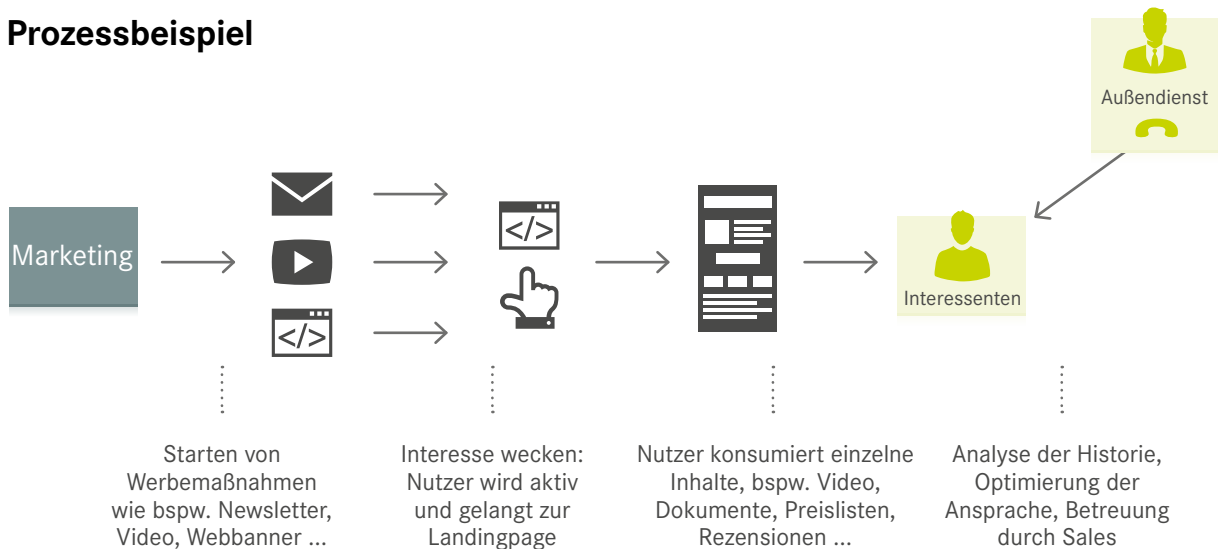 Prozessbeispiel
Außendienst
Marketing
</>
</>
Interessenten
Starten von
Werbemaßnahmen
wie bspw. Newsletter,
Video, Webbanner ...
Interesse wecken:
Nutzer wird aktiv
und gelangt zur
Landingpage
Nutzer konsumiert einzelne
Inhalte, bspw. Video,
Dokumente, Preislisten,
Rezensionen ...
Analyse der Historie,
Optimierung der
Ansprache, Betreuung
durch Sales